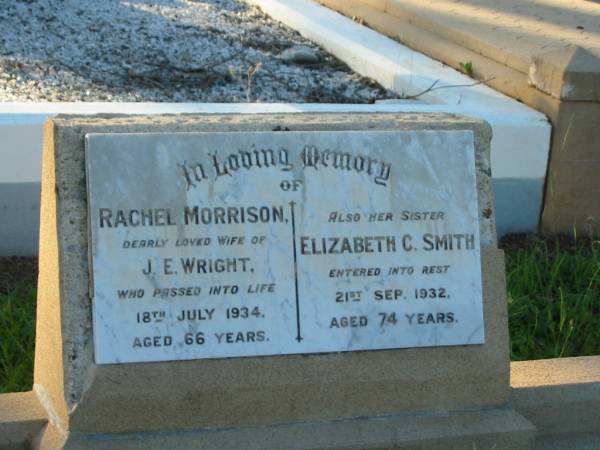 In Loving Memory
OF
RACHEL MORRISON,
DEARLY LOVED WIFE OF
J. E. WRIGHT,
WHO PASSED INTO LIFE
18TH JULY 1934.
AGED 66 YEARS.
ALSO HER SISTER
ELIZABETH C. SMITH
ENTERED INTO REST
21ST SEP. 1932,
AGED 74 YEARS.